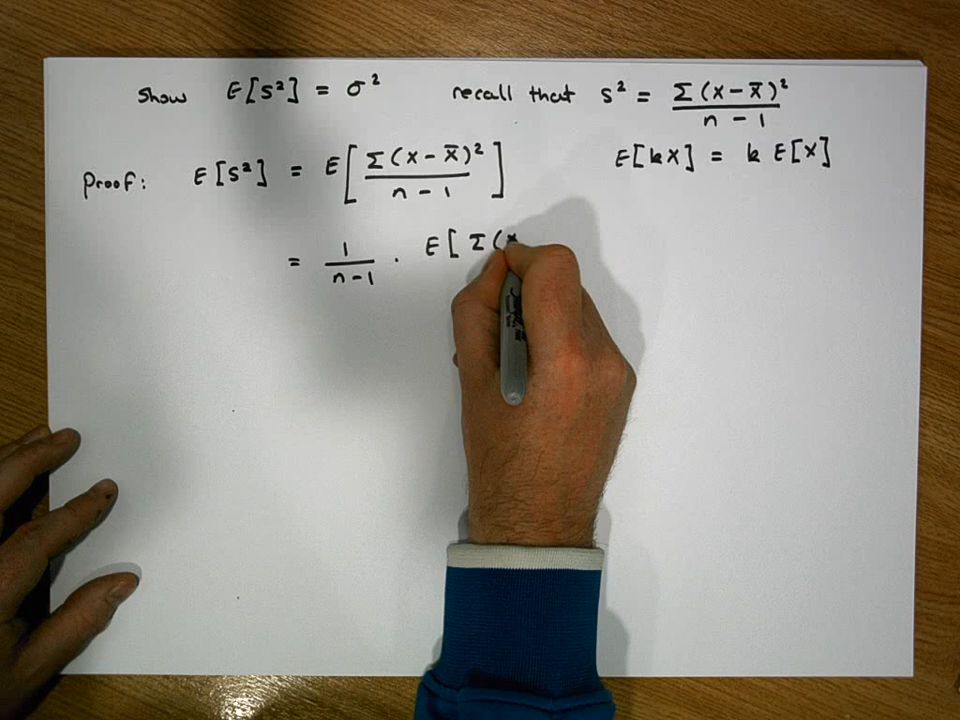 Show E[s²] = σ² recall that s² = Σ(x-x̄)² / n-1
Proof: E[s²] = E[Σ(x-x̄)² / n-1] E[kx] = k E[x]
= 1 / n-1 . E[Σ(x